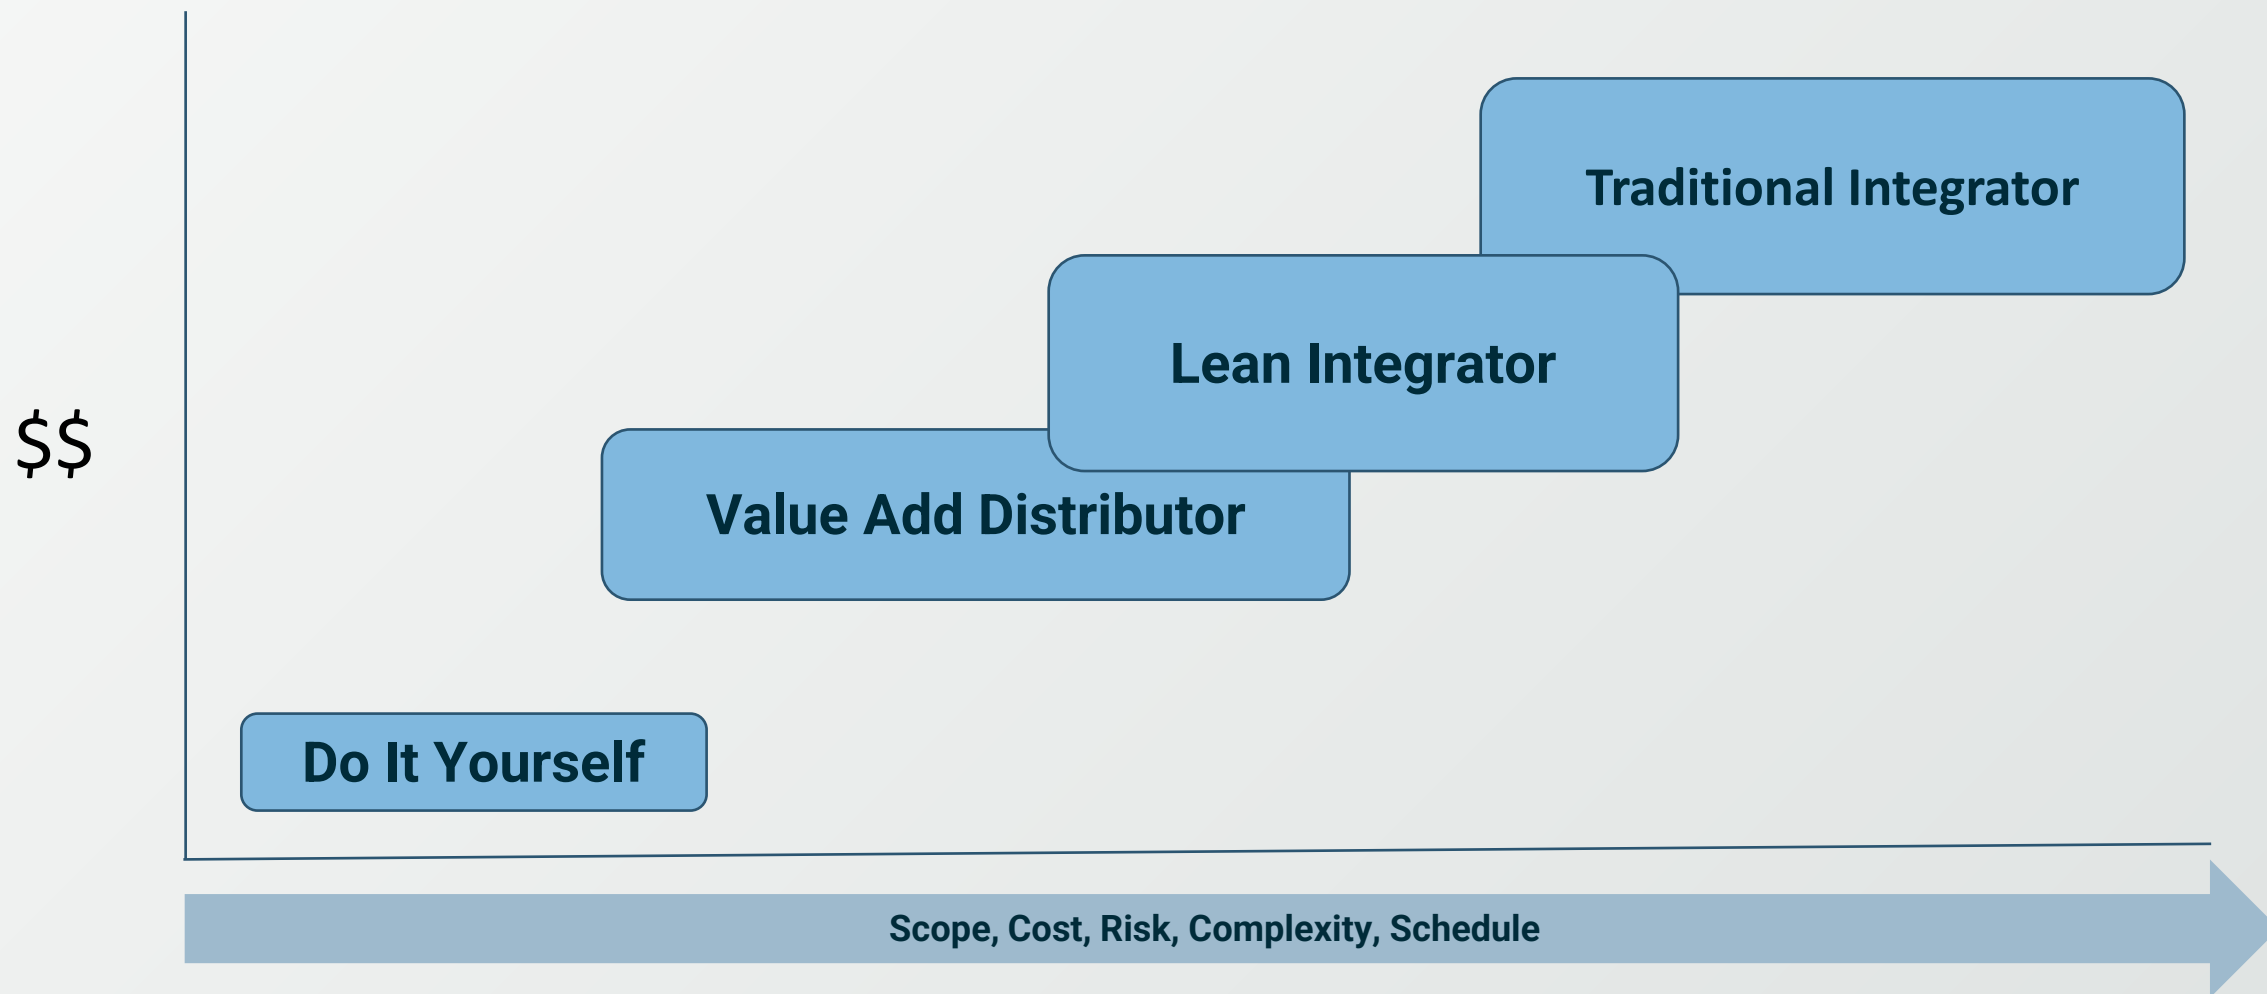 Traditional Integrator
Lean Integrator
$$
Value Add Distributor
Do It Yourself
Scope, Cost, Risk, Complexity, Schedule